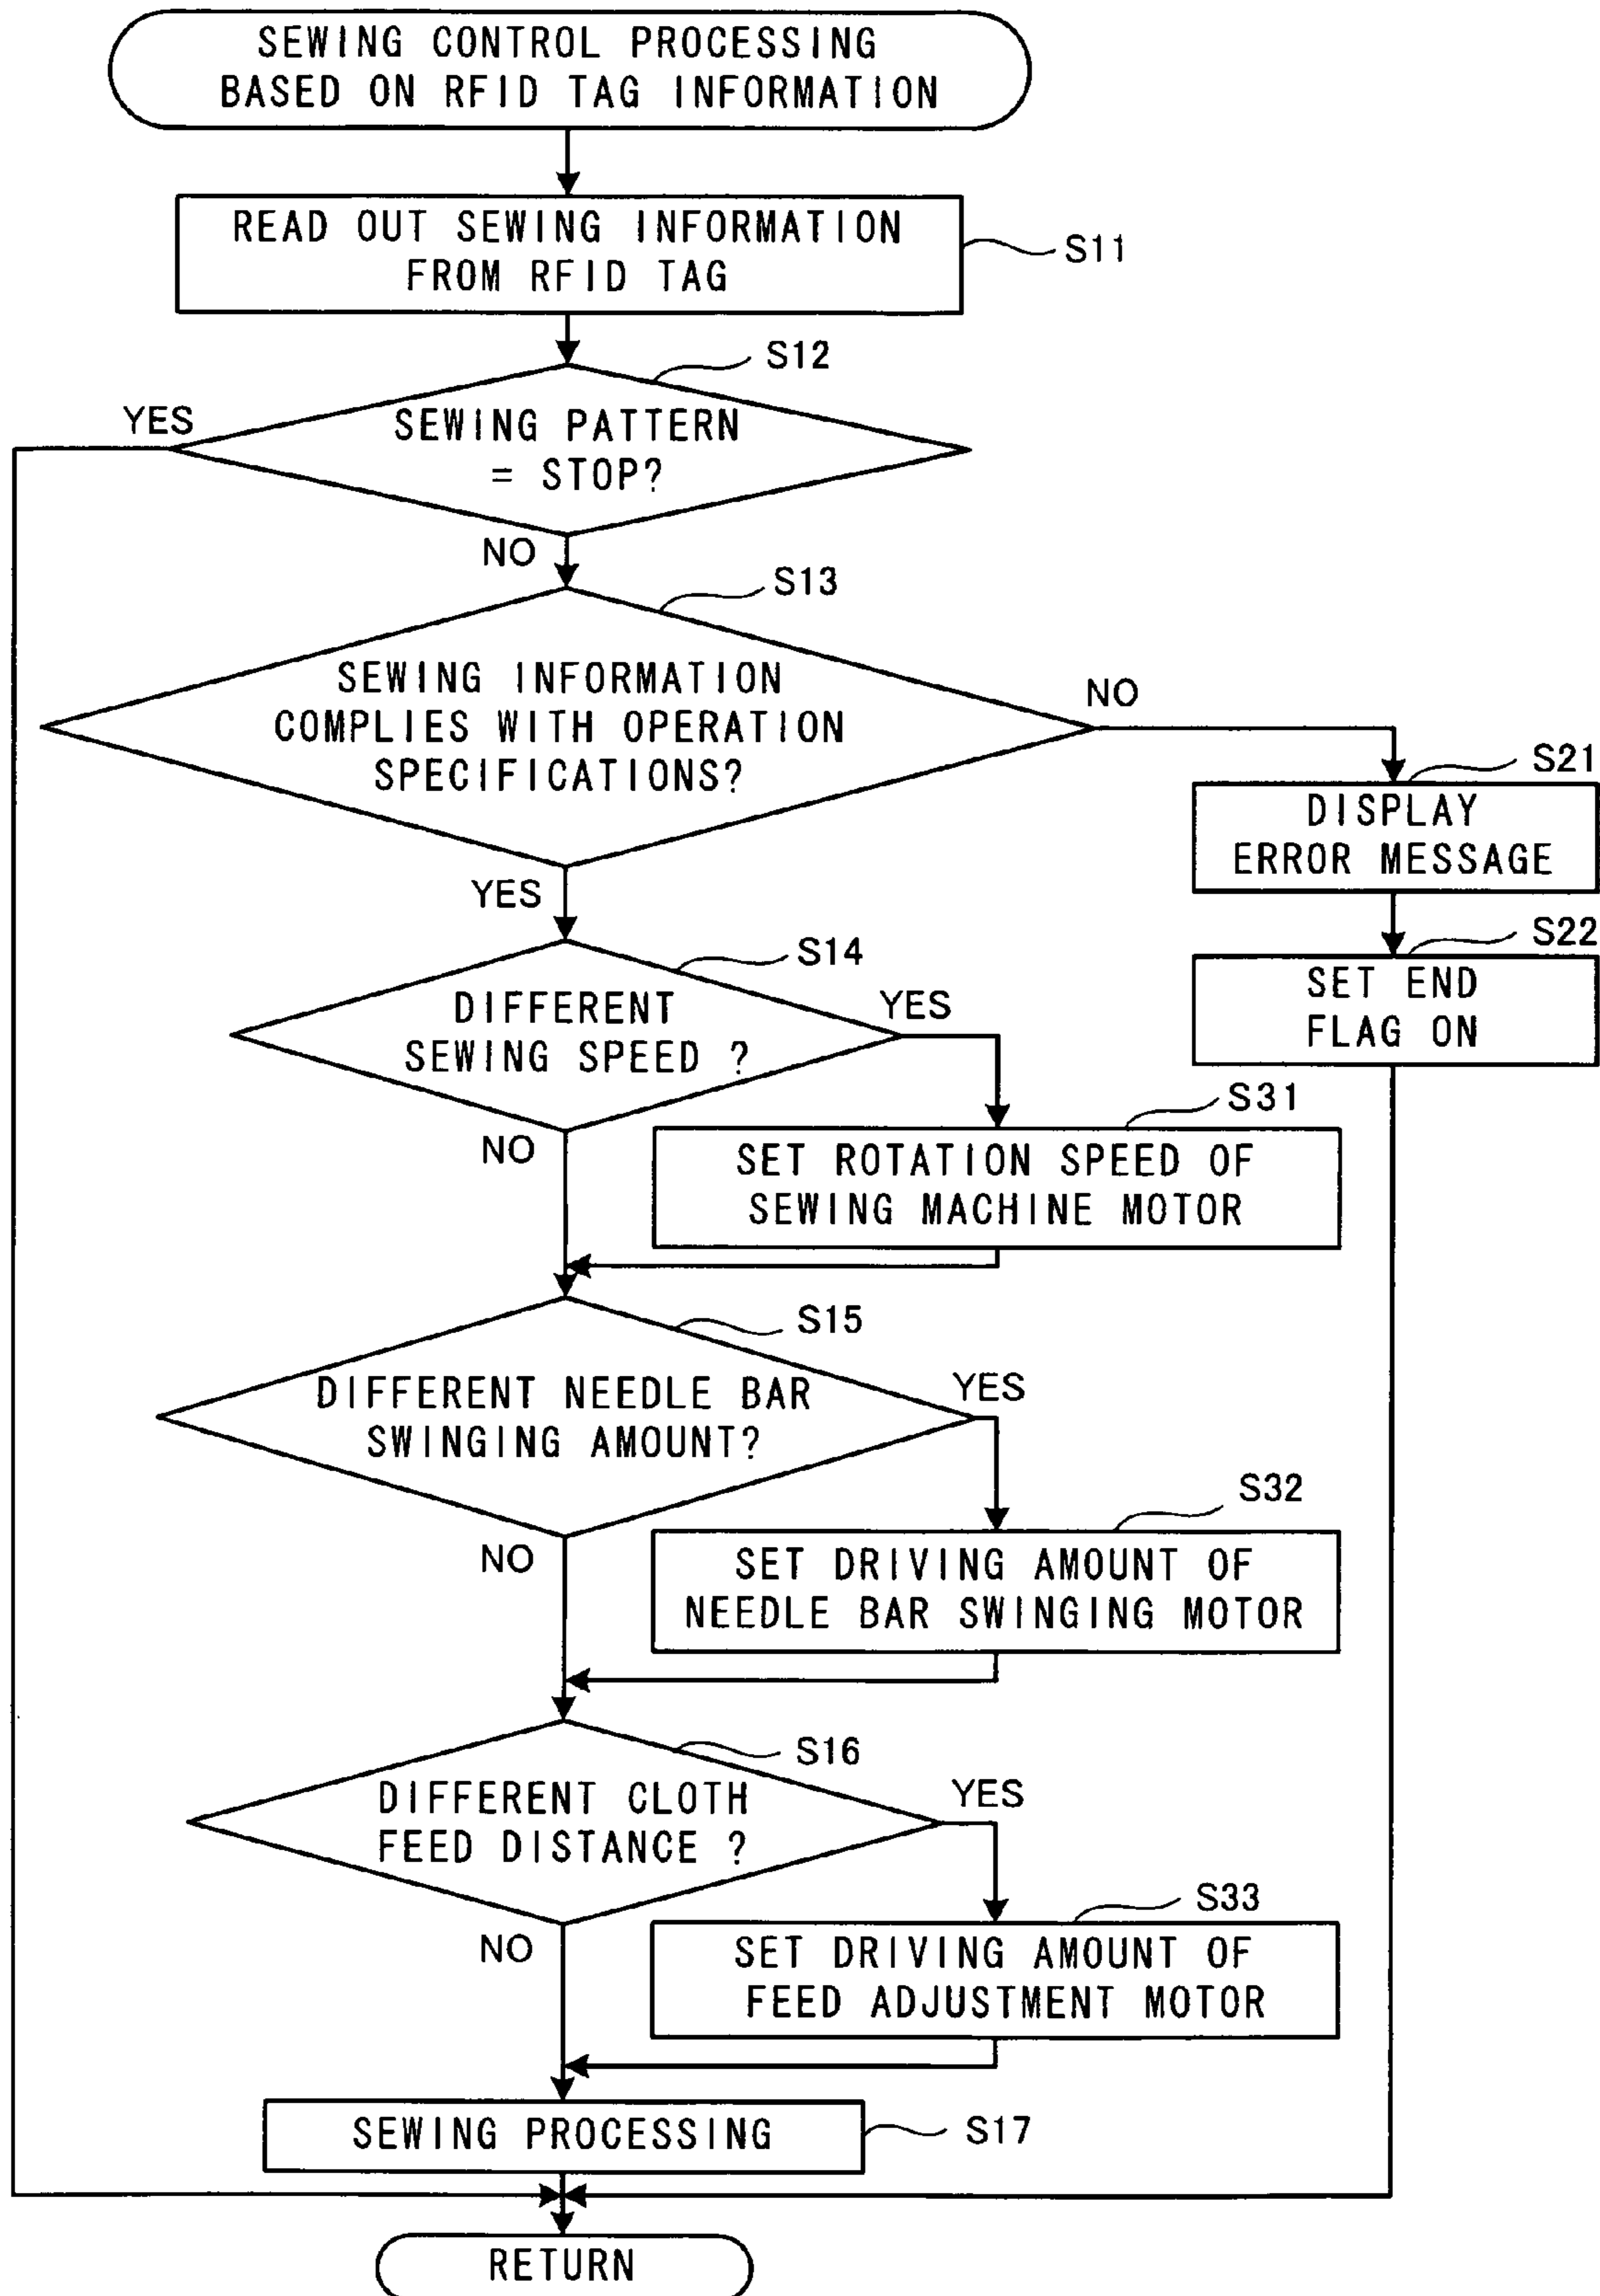 SEWING CONTROL PROCESSING
BASED ON RFID TAG INFORMATION
READ OUT SEWING INFORMATION
FROM RFID TAG
S11
S12
YES
SEWING PATTERN
= STOP?
NO
S13
SEWING INFORMATION
COMPLIES WITH OPERATION
SPECIFICATIONS?
NO
S21
DISPLAY
ERROR MESSAGE
YES
S22
SET END
FLAG ON
S14
DIFFERENT
SEWING SPEED ?
YES
NO
S31
SET ROTATION SPEED OF
SEWING MACHINE MOTOR
S15
DIFFERENT NEEDLE BAR
SWINGING AMOUNT?
YES
NO
S32
SET DRIVING AMOUNT OF
NEEDLE BAR SWINGING MOTOR
S16
DIFFERENT CLOTH
FEED DISTANCE ?
YES
NO
S33
SET DRIVING AMOUNT OF
FEED ADJUSTMENT MOTOR
SEWING PROCESSING
S17
RETURN